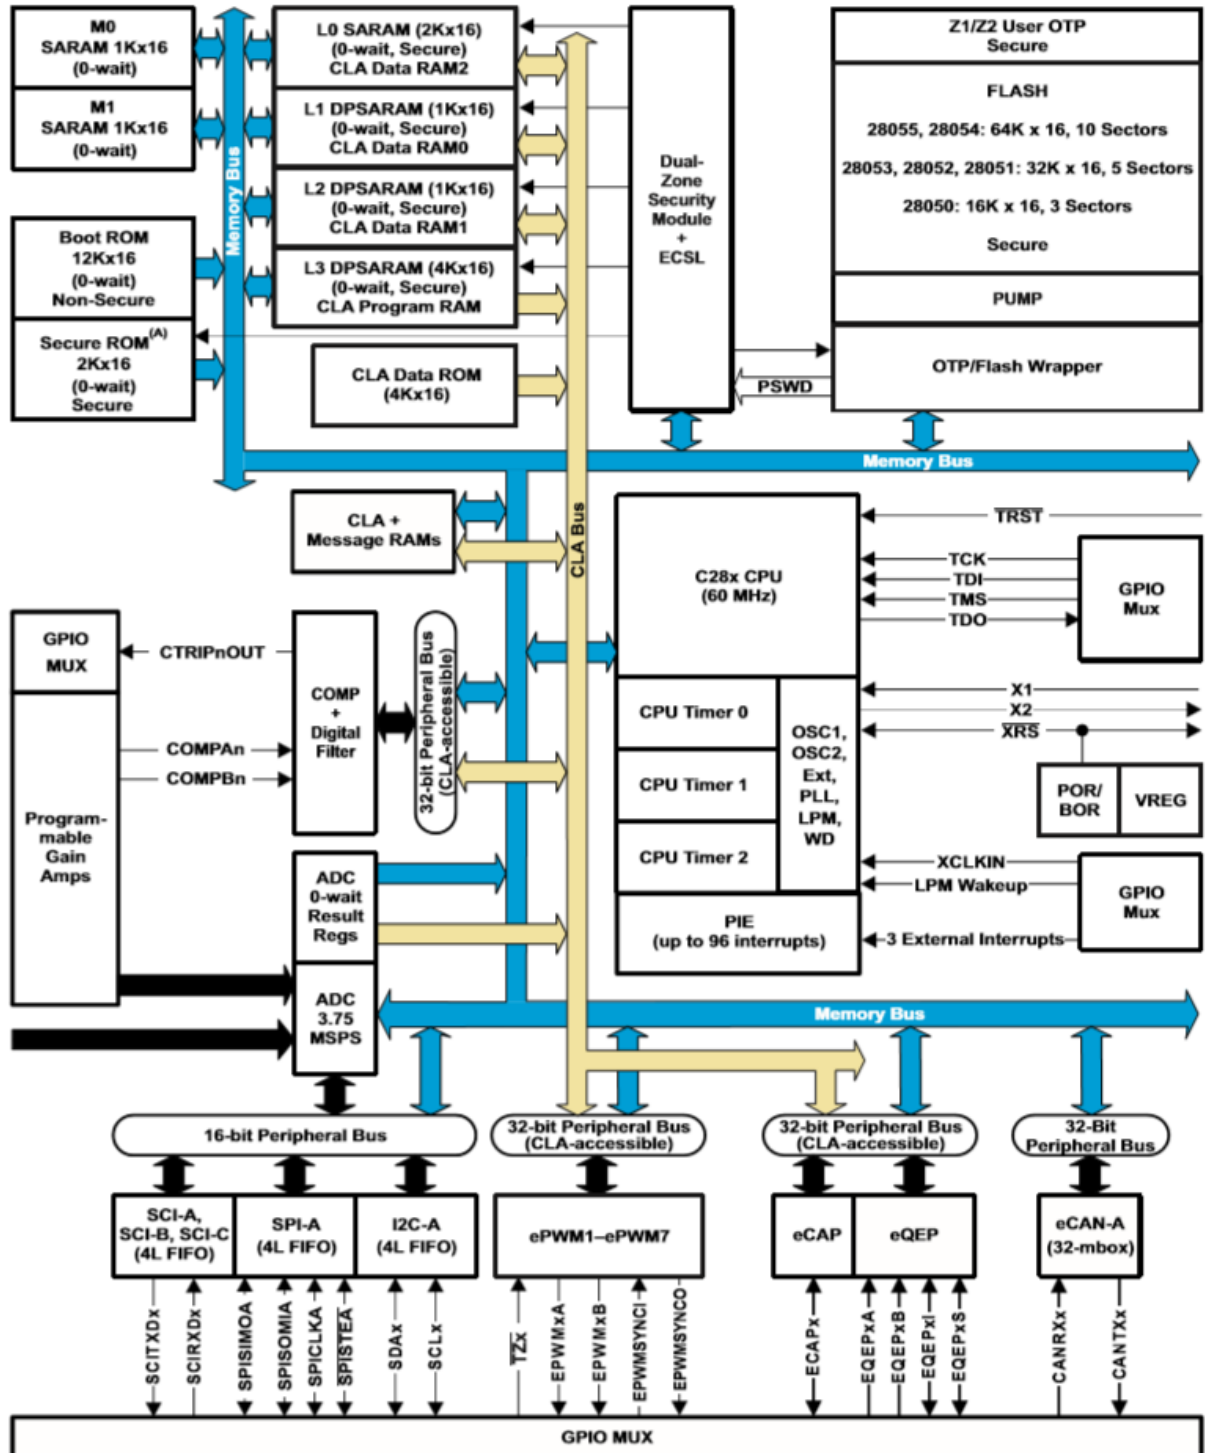 M0
SARAM 1Kx16
(0-wait)
M1
SARAM 1Kx16
(0-wait)
Boot ROM
12Kx16
(0-wait)
Non-Secure
Secure ROM(A)
2Kx16
(0-wait)
Secure
Memory Bus
L0 SARAM (2Kx16)
(0-wait, Secure)
CLA Data RAM2
L1 DPSARAM (1Kx16)
(0-wait, Secure)
CLA Data RAM0
L2 DPSARAM (1Kx16)
(0-wait, Secure)
CLA Data RAM1
L3 DPSARAM (4Kx16)
(0-wait, Secure)
CLA Program RAM
CLA Data ROM
(4Kx16)
Dual-
Zone
Security
Module
+
ECSL
Z1/Z2 User OTP
Secure
FLASH
28055, 28054: 64K x 16, 10 Sectors
28053, 28052, 28051: 32K x 16, 5 Sectors
28050: 16K x 16, 3 Sectors
Secure
PUMP
OTP/Flash Wrapper
PSWD
Memory Bus
CLA +
Message RAMs
CLA Bus
C28x CPU
(60 MHz)
TRST
TCK
TDI
TMS
TDO
GPIO
Mux
GPIO
MUX
CTRIPnOUT
COMP
+
Digital
Filter
32-bit Peripheral Bus
(CLA-accessible)
COMPAn
COMPBn
Program-
mable
Gain
Amps
CPU Timer 0
CPU Timer 1
CPU Timer 2
OSC1,
OSC2,
Ext,
PLL,
LPM,
WD
X1
X2
XRS
POR/
BOR
VREG
XCLKIN
LPM Wakeup
3 External Interrupts
GPIO
Mux
PIE
(up to 96 interrupts)
ADC
0-wait
Result
Regs
ADC
3.75
MSPS
Memory Bus
16-bit Peripheral Bus
32-bit Peripheral Bus
(CLA-accessible)
32-bit Peripheral Bus
(CLA-accessible)
32-Bit
Peripheral Bus
SCI-A,
SCI-B, SCI-C
(4L FIFO)
SPI-A
(4L FIFO)
I2C-A
(4L FIFO)
ePWM1–ePWM7
eCAP
eQEP
eCAN-A
(32-mbox)
SCITXDx
SCIRXDx
SPISIMOA
SPISOMIA
SPICLKA
SPISTEA
SDAx
SCLx
TZx
EPWMxA
EPWMxB
EPWMSYNCI
EPWMSYNCO
ECAPx
EQEPxA
EQEPxB
EQEPxI
EQEPxS
CANRXx
CANTXx
GPIO MUX